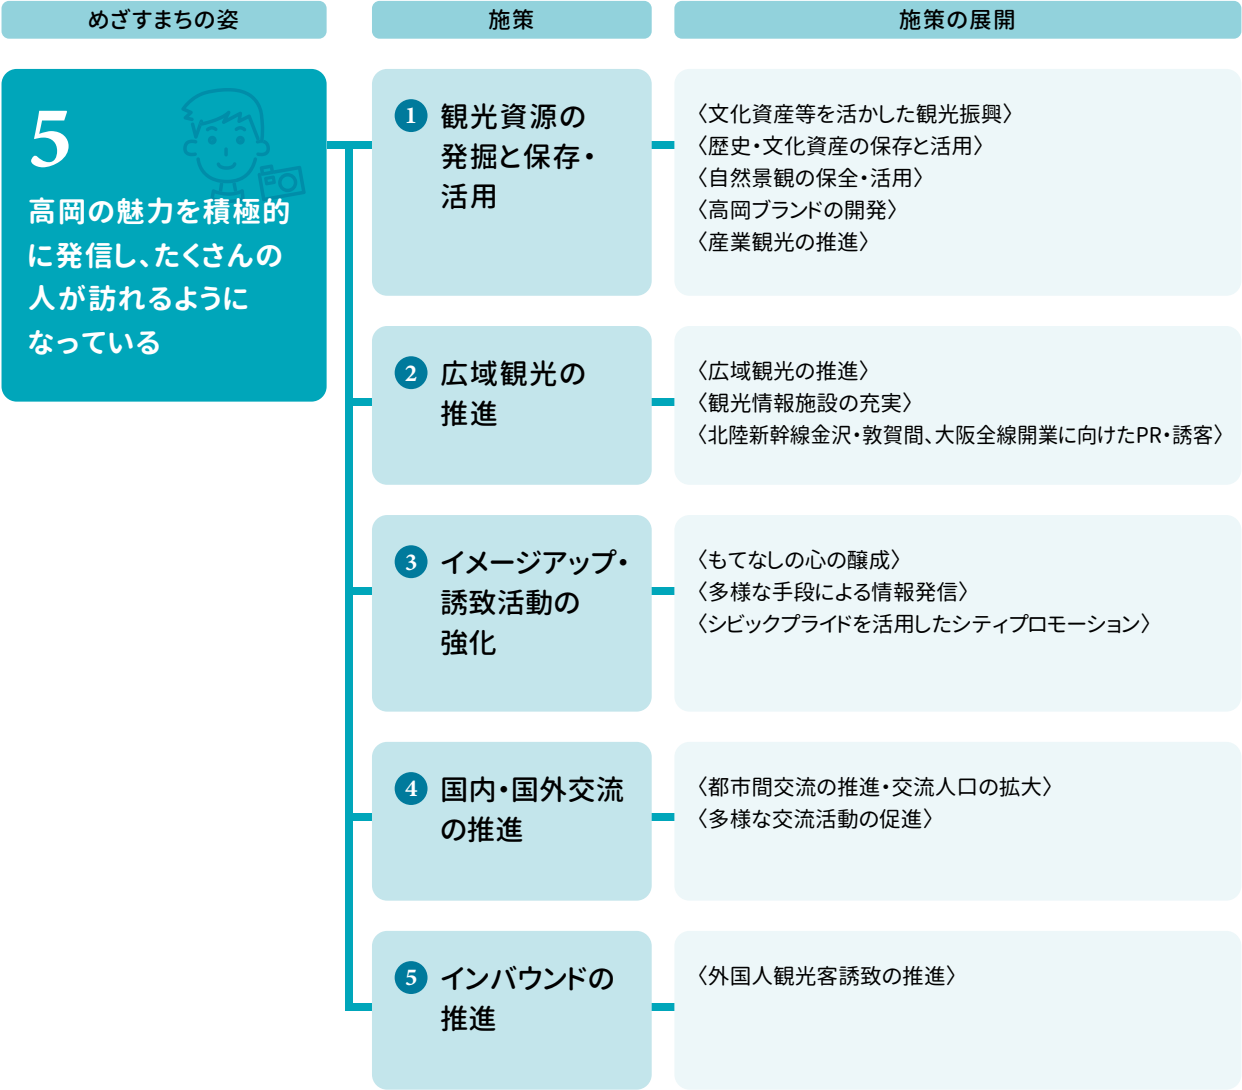 めざすまちの姿
施策
施策の展開
5
高岡の魅力を積極的
に発信し、たくさんの
人が訪れるように
なっている
1 観光資源の
発掘と保存・
活用
〈文化資産等を活かした観光振興〉
〈歴史・文化資産の保存と活用〉
〈自然景観の保全・活用〉
〈高岡ブランドの開発〉
〈産業観光の推進〉
2 広域観光の
推進
〈広域観光の推進〉
〈観光情報施設の充実〉
〈北陸新幹線金沢・敦賀間、大阪全線開業に向けたPR・誘客〉
3 イメージアップ・
誘致活動の
強化
〈もてなしの心の醸成〉
〈多様な手段による情報発信〉
〈シビックプライドを活用したシティプロモーション〉
4 国内・国外交流
の推進
〈都市間交流の推進・交流人口の拡大〉
〈多様な交流活動の促進〉
5 インバウンドの
推進
〈外国人観光客誘致の推進〉